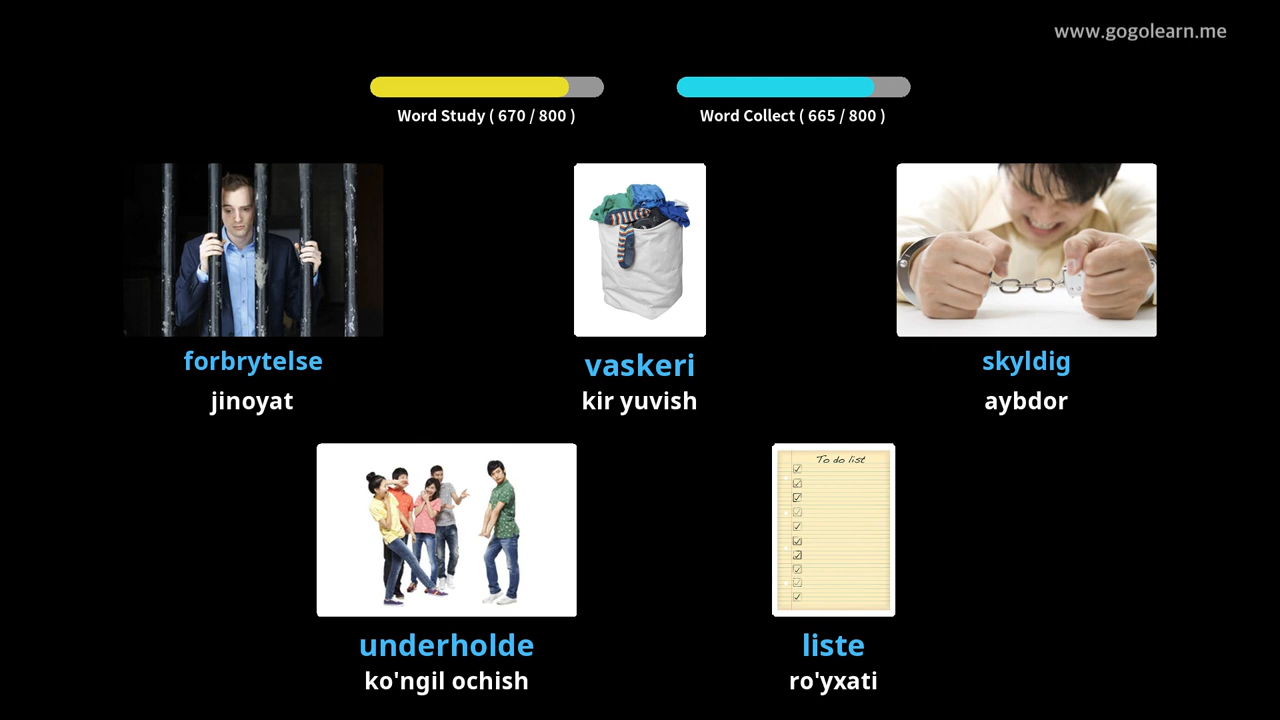 www.gogolearn.me
Word Study ( 670 / 800 )
Word Collect ( 665 / 800 )
forbrytelse
jinoyat
vaskeri
kir yuvish
skyldig
aybdor
To do list
underholde
ko'ngil ochish
liste
ro'yxati